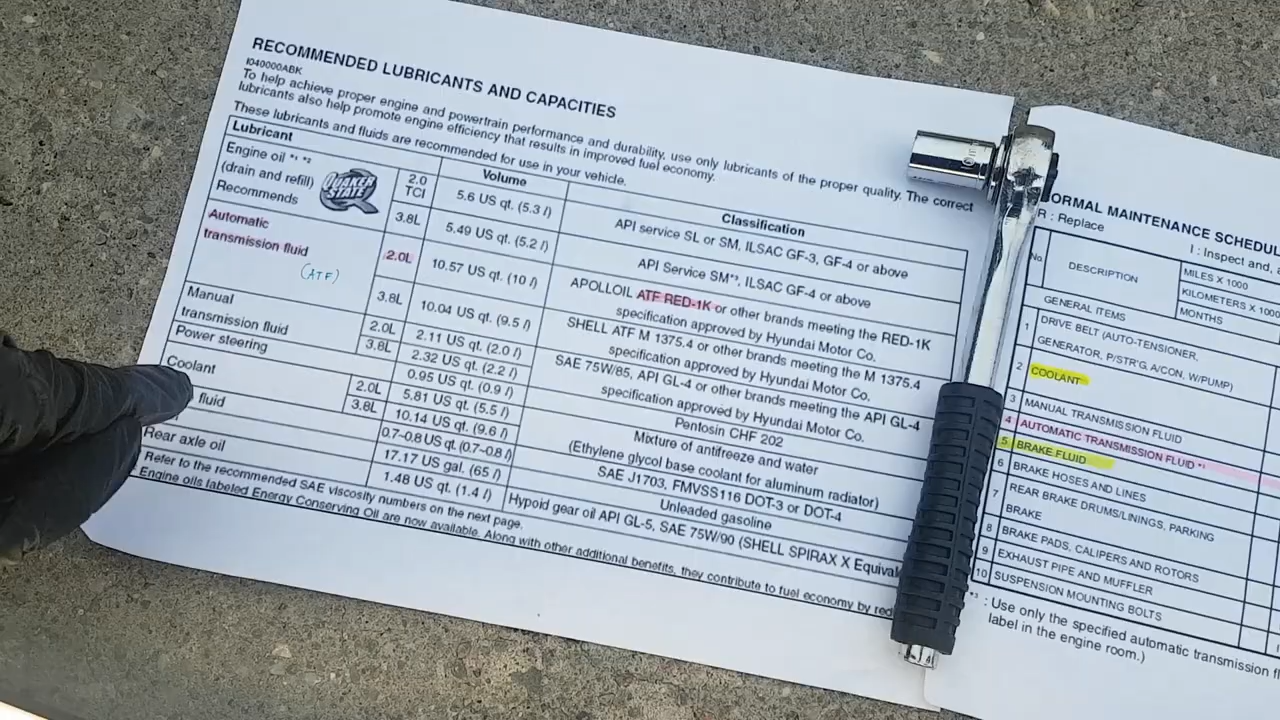 RECOMMENDED LUBRICANTS AND CAPACITIES
I040000ABK
To help achieve proper engine and powertrain performance and durability, use only lubricants of the proper quality. The correct
lubricants also help promote engine efficiency that results in improved fuel economy.
These lubricants and fluids are recommended for use in your vehicle.
Lubricant Volume Classification
Engine oil *1 *2
(drain and refill)
Recommends
QUAKER STATE
2.0 TCI 5.6 US qt. (5.3 l) API service SL or SM, ILSAC GF-3, GF-4 or above
3.8L 5.49 US qt. (5.2 l) API Service SM*3, ILSAC GF-4 or above
Automatic
transmission fluid
(ATF)
2.0L 10.57 US qt. (10 l) APOLLOIL ATF RED-1K or other brands meeting the RED-1K
specification approved by Hyundai Motor Co.
3.8L 10.04 US qt. (9.5 l) SHELL ATF M 1375.4 or other brands meeting the M 1375.4
specification approved by Hyundai Motor Co.
Manual
transmission fluid
2.0L 2.11 US qt. (2.0 l) SAE 75W/85, API GL-4 or other brands meeting the API GL-4
3.8L 2.32 US qt. (2.2 l) specification approved by Hyundai Motor Co.
Power steering 0.95 US qt. (0.9 l) Pentosin CHF 202
Coolant 2.0L 5.81 US qt. (5.5 l) Mixture of antifreeze and water
3.8L 10.14 US qt. (9.6 l) (Ethylene glycol base coolant for aluminum radiator)
fluid 0.7~0.8 US qt. (0.7~0.8 l) SAE J1703, FMVSS116 DOT-3 or DOT-4
17.17 US gal. (65 l) Unleaded gasoline
Rear axle oil 1.48 US qt. (1.4 l) Hypoid gear oil API GL-5, SAE 75W/90 (SHELL SPIRAX X Equival
Refer to the recommended SAE viscosity numbers on the next page.
Engine oils labeled Energy Conserving Oil are now available. Along with other additional benefits, they contribute to fuel economy by red
ORMAL MAINTENANCE SCHEDUL
R : Replace I : Inspect and,
No DESCRIPTION
MILES X 1000
KILOMETERS X 1000
MONTHS
GENERAL ITEMS
1 DRIVE BELT (AUTO-TENSIONER,
GENERATOR, P/STR'G, A/CON, W/PUMP)
2 COOLANT
3 MANUAL TRANSMISSION FLUID
4 AUTOMATIC TRANSMISSION FLUID *3
5 BRAKE FLUID
6 BRAKE HOSES AND LINES
7 REAR BRAKE DRUMS/LININGS, PARKING
BRAKE
8 BRAKE PADS, CALIPERS AND ROTORS
9 EXHAUST PIPE AND MUFFLER
10 SUSPENSION MOUNTING BOLTS
*3 : Use only the specified automatic transmission fl
label in the engine room.)